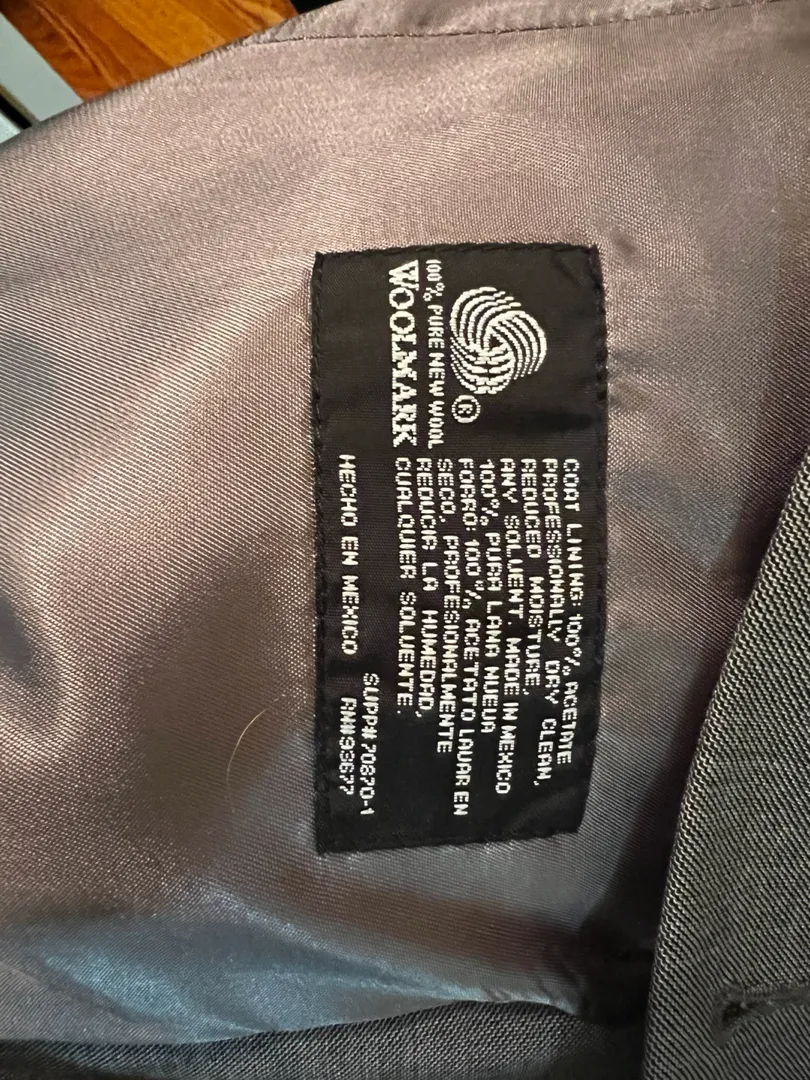 ®
100% PURE NEW WOOL
WOOLMARK
COAT LINING: 100% ACETATE
PROFESSIONALLY DRY CLEAN,
REDUCED MOISTURE,
ANY SOLVENT. MADE IN MEXICO
100% PURA LANA NUEVA
FORRO: 100% ACETATO LAVAR EN
SECO, PROFESIONALMENTE
REDUCIR LA HUMEDAD,
CUALQUIER SOLUENTE.
SUPP#70870-1
HECHO EN MEXICO RN#93677